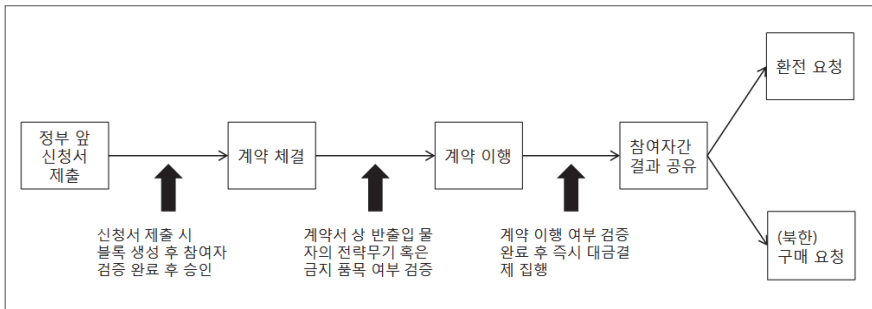 정부 앞
신청서
제출
계약 체결
계약 이행
참여자간
결과 공유
환전 요청
(북한)
구매 요청
신청서 제출 시
블록 생성 후 참여자
검증 완료 후 승인
계약서 상 반출입 물
자의 전략무기 혹은
금지 품목 여부 검증
계약 이행 여부 검증
완료 후 즉시 대금결
제 집행